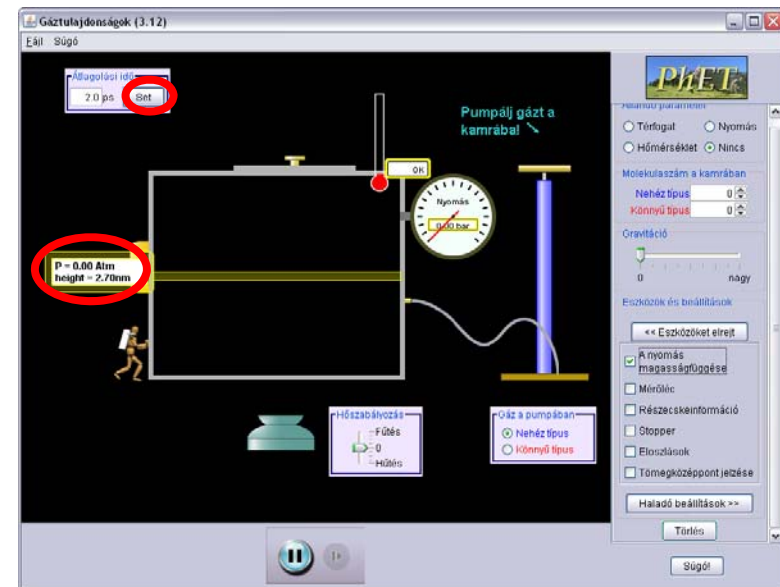 Gáztulajdonságok (3.12)
Fájl Súgó
Átlagolási idő
2.0 ps Set
Pumpálj gázt a
kamrába!
0K
Nyomás
0.00 bar
P = 0.00 Atm
height = 2.70nm
Hőszabályozás
Fűtés
0
Hűtés
Gáz a pumpában
Nehéz típus
Könnyű típus
PhET
Állandó paraméter
Térfogat Nyomás
Hőmérséklet Nincs
Molekulaszám a kamrában
Nehéz típus 0
Könnyű típus 0
Gravitáció
0 nagy
Eszközök és beállítások
<< Eszközöket elrejt
A nyomás
magasságfüggése
Mérőléc
Részecskeinformáció
Stopper
Eloszlások
Tömegközéppont jelzése
Haladó beállítások >>
Törlés
Súgó!